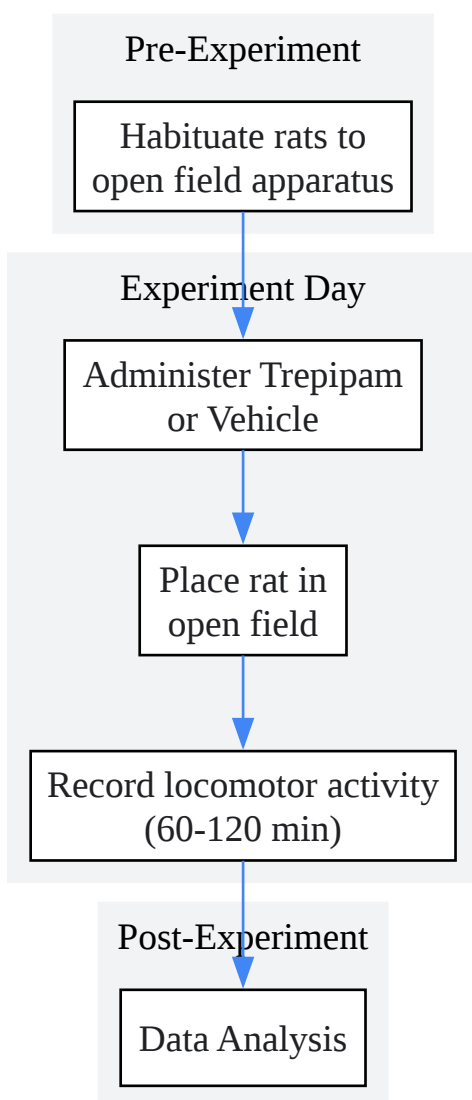 Pre-Experiment
Habituate rats to
open field apparatus
Experiment Day
Administer Trepipam
or Vehicle
Place rat in
open field
Record locomotor activity
(60-120 min)
Post-Experiment
Data Analysis